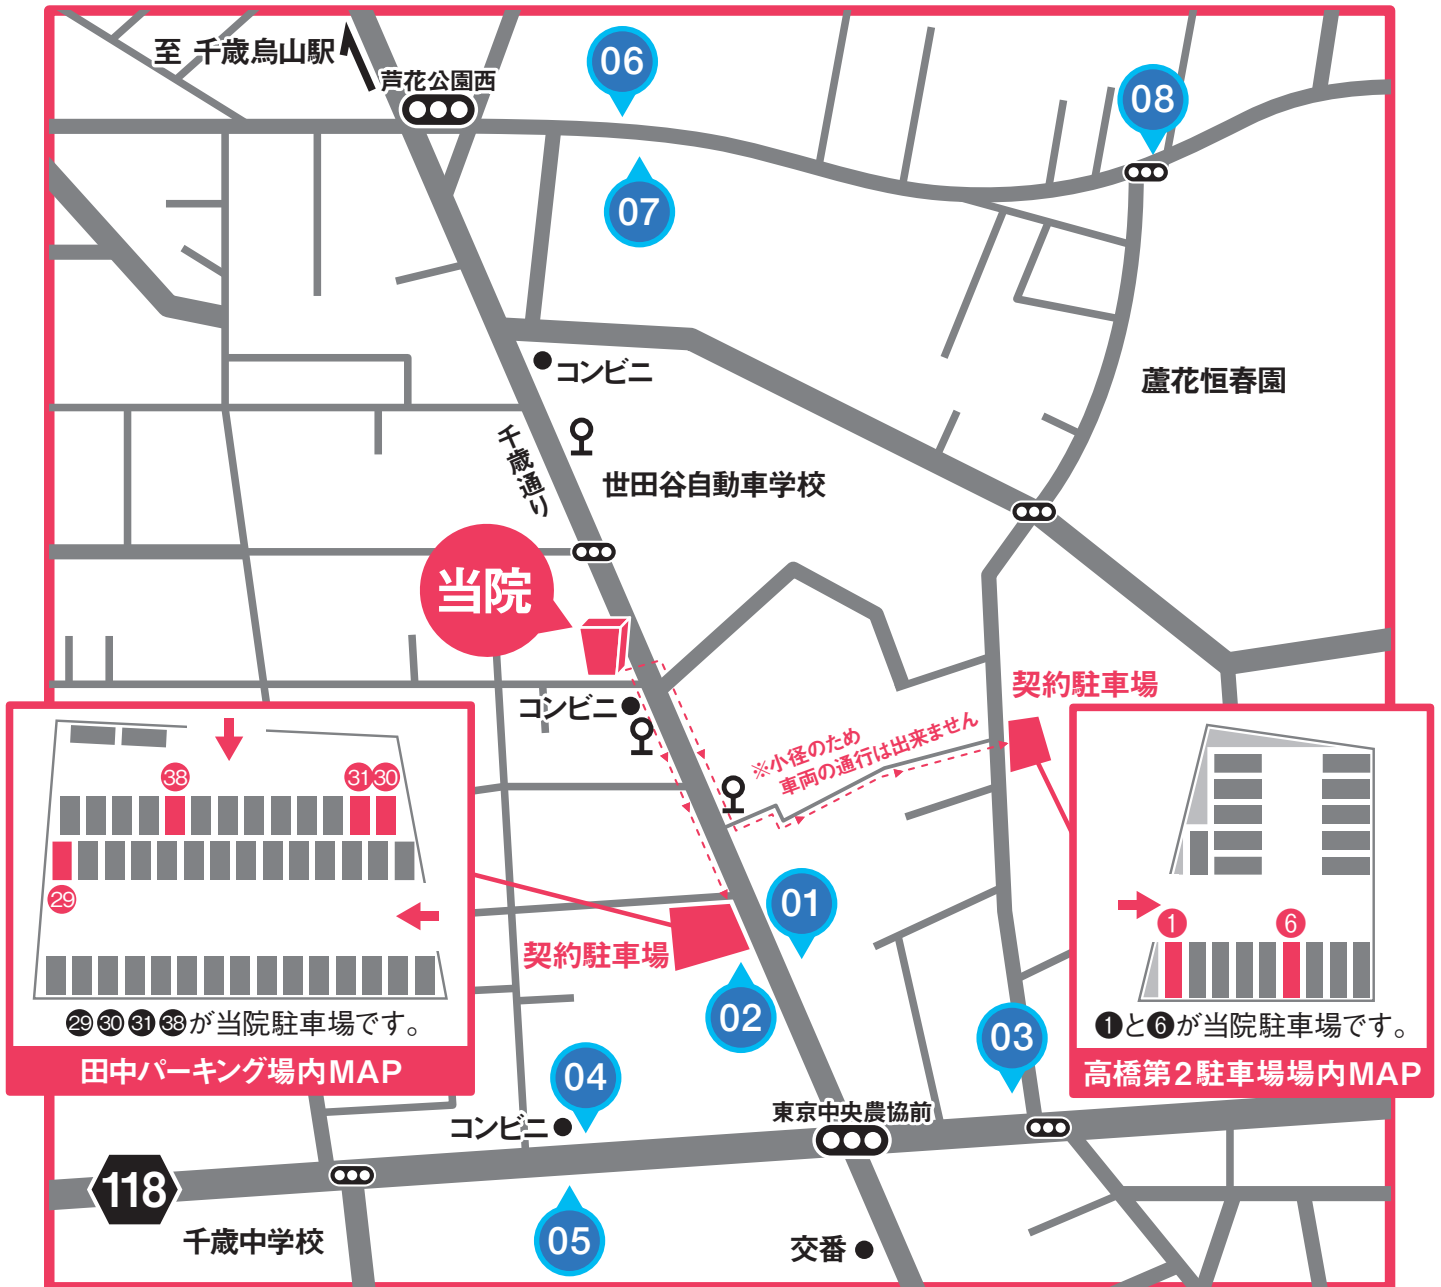 至 千歳烏山駅
芦花公園西
06
08
07
コンビニ
蘆花恒春園
千歳通り
世田谷自動車学校
当院
コンビニ
契約駐車場
※小径のため
車両の通行は出来ません
38
31
30
29
29 30 31 38が当院駐車場です。
田中パーキング場内MAP
契約駐車場
01
02
03
1
6
1と6が当院駐車場です。
高橋第2駐車場場内MAP
04
コンビニ
東京中央農協前
118
千歳中学校
05
交番